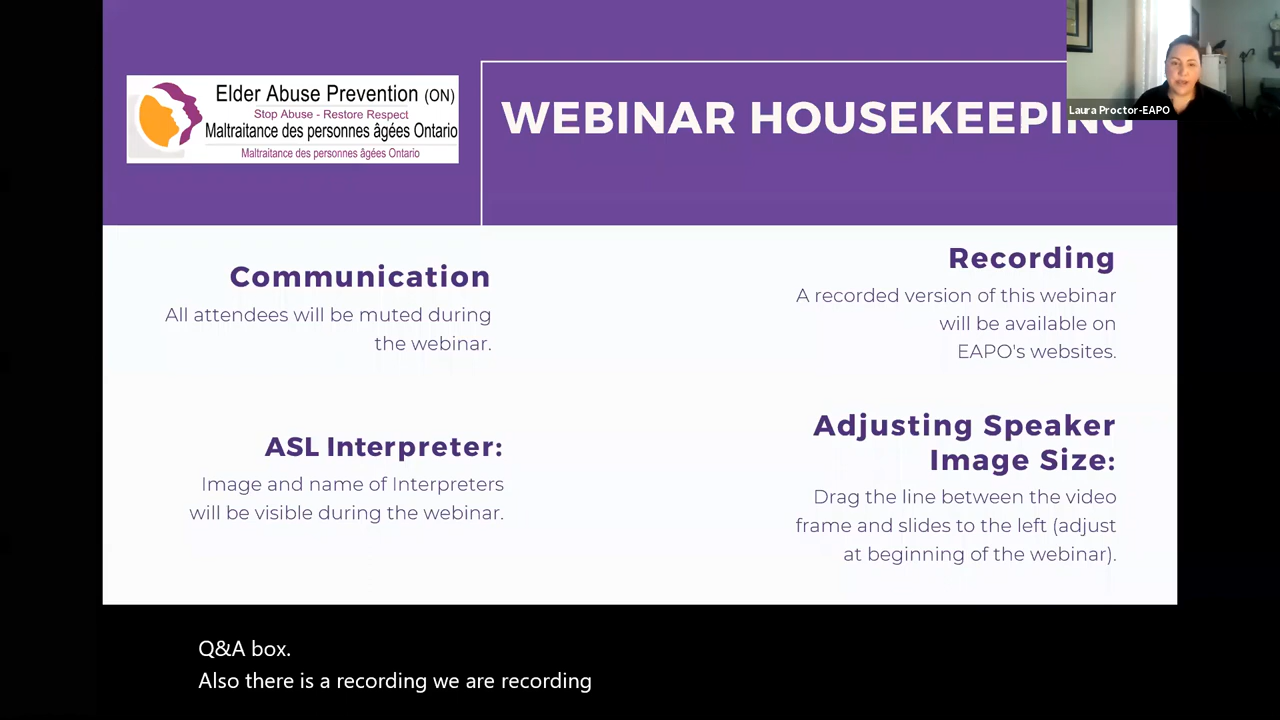 Elder Abuse Prevention (ON)
Stop Abuse - Restore Respect
Maltraitance des personnes âgées Ontario
Maltraitance des personnes âgées Ontario
WEBINAR HOUSEKEEPING
Laura Proctor-EAPO
Communication
All attendees will be muted during
the webinar.
Recording
A recorded version of this webinar
will be available on
EAPO's websites.
ASL Interpreter:
Image and name of Interpreters
will be visible during the webinar.
Adjusting Speaker
Image Size:
Drag the line between the video
frame and slides to the left (adjust
at beginning of the webinar).
Q&A box.
Also there is a recording we are recording